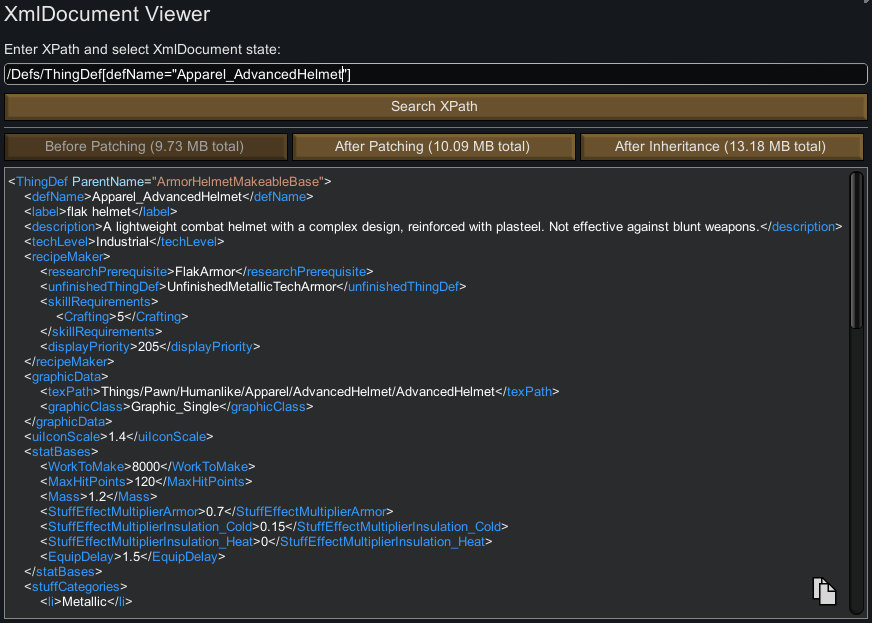 XmlDocument Viewer
Enter XPath and select XmlDocument state:
/Defs/ThingDef[defName="Apparel_AdvancedHelmet"]
Search XPath
Before Patching (9.73 MB total) After Patching (10.09 MB total) After Inheritance (13.18 MB total)
<ThingDef ParentName="ArmorHelmetMakeableBase">
<defName>Apparel_AdvancedHelmet</defName>
<label>flak helmet</label>
<description>A lightweight combat helmet with a complex design, reinforced with plasteel. Not effective against blunt weapons.</description>
<techLevel>Industrial</techLevel>
<recipeMaker>
<researchPrerequisite>FlakArmor</researchPrerequisite>
<unfinishedThingDef>UnfinishedMetallicTechArmor</unfinishedThingDef>
<skillRequirements>
<Crafting>5</Crafting>
</skillRequirements>
<displayPriority>205</displayPriority>
</recipeMaker>
<graphicData>
<texPath>Things/Pawn/Humanlike/Apparel/AdvancedHelmet/AdvancedHelmet</texPath>
<graphicClass>Graphic_Single</graphicClass>
</graphicData>
<uiIconScale>1.4</uiIconScale>
<statBases>
<WorkToMake>8000</WorkToMake>
<MaxHitPoints>120</MaxHitPoints>
<Mass>1.2</Mass>
<StuffEffectMultiplierArmor>0.7</StuffEffectMultiplierArmor>
<StuffEffectMultiplierInsulation_Cold>0.15</StuffEffectMultiplierInsulation_Cold>
<StuffEffectMultiplierInsulation_Heat>0</StuffEffectMultiplierInsulation_Heat>
<EquipDelay>1.5</EquipDelay>
</statBases>
<stuffCategories>
<li>Metallic</li>